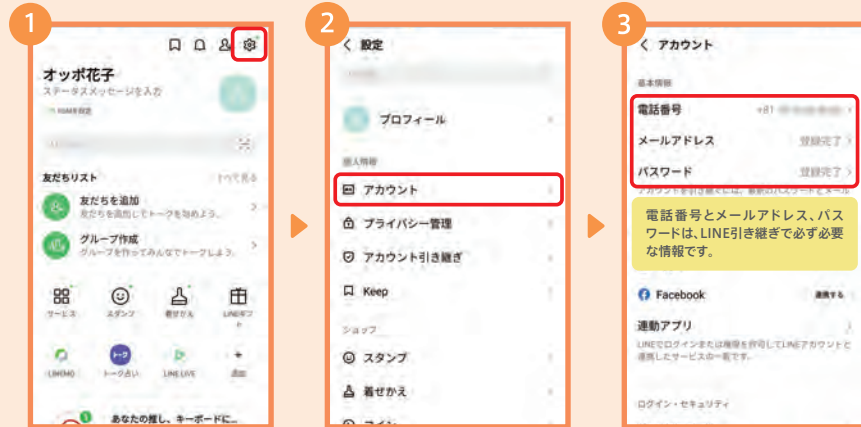 1
オッポ花子
ステータスメッセージを入力
友だちリスト
すべて見る
友だちを追加
友だちを追加してトークを始めよう。
グループ作成
グループを作ってみんなでトークしよう。
サービス
スタンプ
着せかえ
LINEギフト
LINEMO
トーク占い
LINE LIVE
追加
あなたの推し、キーボードに...
2
設定
プロフィール
個人情報
アカウント
プライバシー管理
アカウント引き継ぎ
Keep
ショップ
スタンプ
着せかえ
3
アカウント
基本情報
電話番号
+81
メールアドレス
登録完了
パスワード
登録完了
電話番号とメールアドレス、パス
ワードは、LINE引き継ぎで必ず必要
な情報です。
Facebook
連携する
連動アプリ
LINEでログインまたは権限を許可してLINEアカウントと
連携したサービスの一覧です。
ログイン・セキュリティ